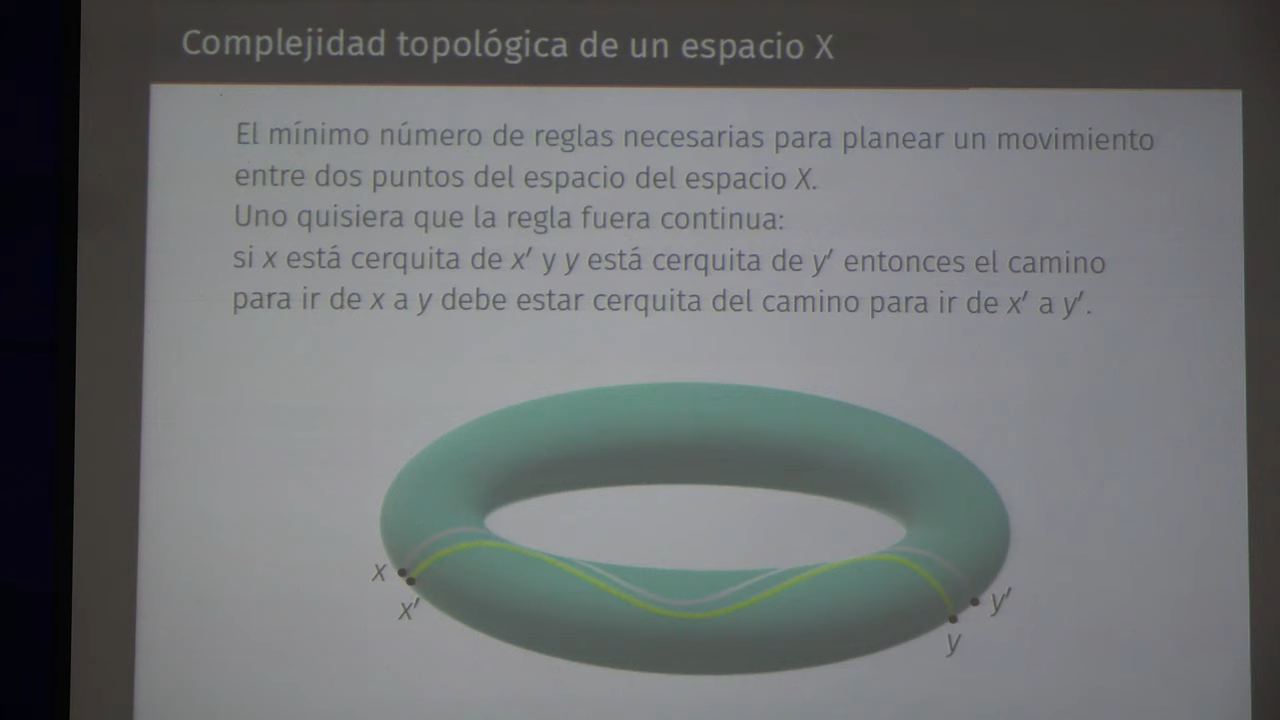 Complejidad topológica de un espacio X
El mínimo número de reglas necesarias para planear un movimiento
entre dos puntos del espacio del espacio X.
Uno quisiera que la regla fuera continua:
si x está cerquita de x′ y y está cerquita de y′ entonces el camino
para ir de x a y debe estar cerquita del camino para ir de x′ a y′.
x
x′
y′
y